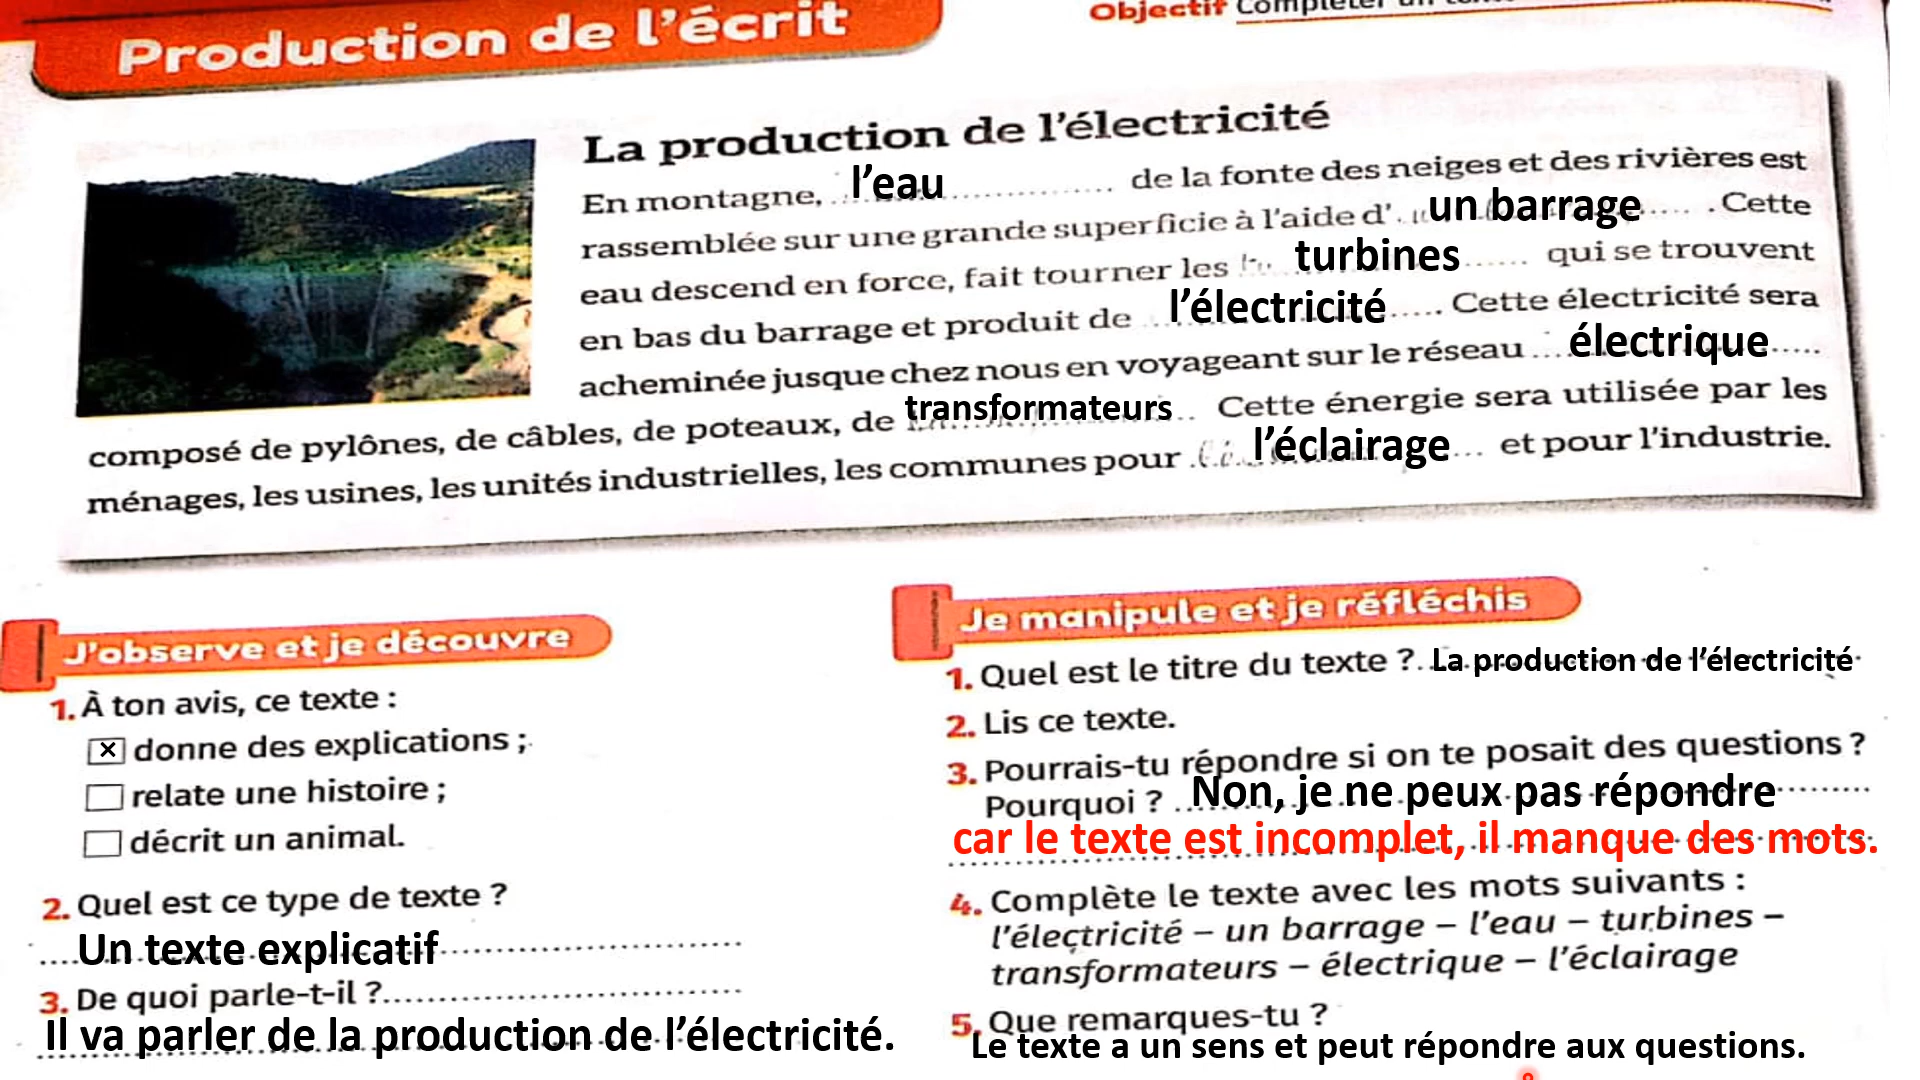 Production de l'écrit
Objectif Compléter un
La production de l'électricité
En montagne, l'eau de la fonte des neiges et des rivières est
rassemblée sur une grande superficie à l'aide d' un barrage . Cette
eau descend en force, fait tourner les turbines qui se trouvent
en bas du barrage et produit de l'électricité. Cette électricité sera
acheminée jusque chez nous en voyageant sur le réseau électrique
composé de pylônes, de câbles, de poteaux, de transformateurs Cette énergie sera utilisée par les
ménages, les usines, les unités industrielles, les communes pour l'éclairage et pour l'industrie.
J'observe et je découvre
1. À ton avis, ce texte :
× donne des explications ;
relate une histoire ;
décrit un animal.
2. Quel est ce type de texte ?
Un texte explicatif
3. De quoi parle-t-il ?
Il va parler de la production de l'électricité.
Je manipule et je réfléchis
1. Quel est le titre du texte ? La production de l'électricité
2. Lis ce texte.
3. Pourrais-tu répondre si on te posait des questions ?
Pourquoi ? Non, je ne peux pas répondre
car le texte est incomplet, il manque des mots.
4. Complète le texte avec les mots suivants :
l'électricité – un barrage – l'eau – turbines –
transformateurs – électrique – l'éclairage
5. Que remarques-tu ?
Le texte a un sens et peut répondre aux questions.